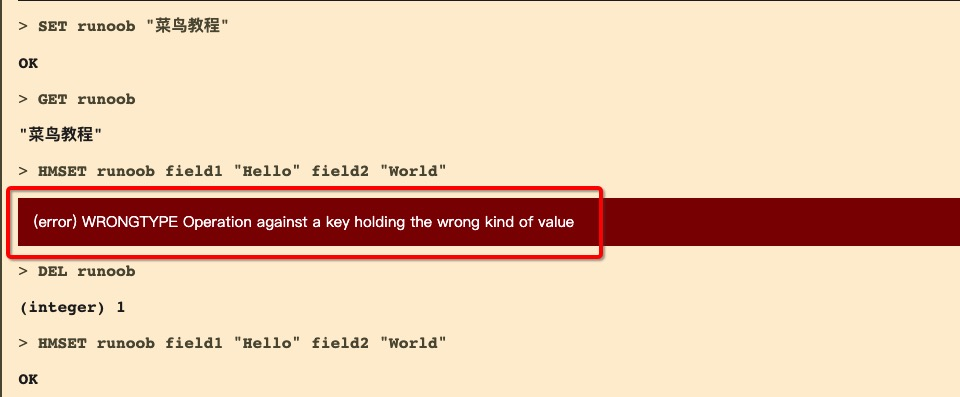 > SET runoob "菜鸟教程"
OK
> GET runoob
"菜鸟教程"
> HMSET runoob field1 "Hello" field2 "World"
(error) WRONGTYPE Operation against a key holding the wrong kind of value
> DEL runoob
(integer) 1
> HMSET runoob field1 "Hello" field2 "World"
OK